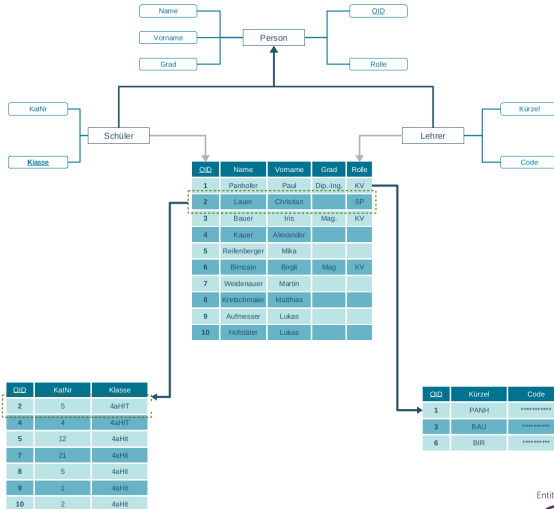 Name
OID
Vorname
Person
Grad
Rolle
KatNr
Kürzel
Schüler
Lehrer
Klasse
Code
OID Name Vorname Grad Rolle
1 Panhofer Paul Dip.-Ing. KV
2 Lauer Christian SP
3 Bauer Iris Mag. KV
4 Kauer Alexander
5 Reifenberger Mika
6 Birnzain Birgit Mag KV
7 Weidenauer Martin
8 Kretschmaier Matthias
9 Aufmesser Lukas
10 Hofstäter Lukas
OID KatNr Klasse
2 5 4aHIT
4 4 4aHiT
5 12 4aHit
7 21 4aHit
8 5 4aHit
9 1 4aHit
10 2 4aHit
OID Kürzel Code
1 PANH ***********
3 BAU **********
6 BIR **********
Entit